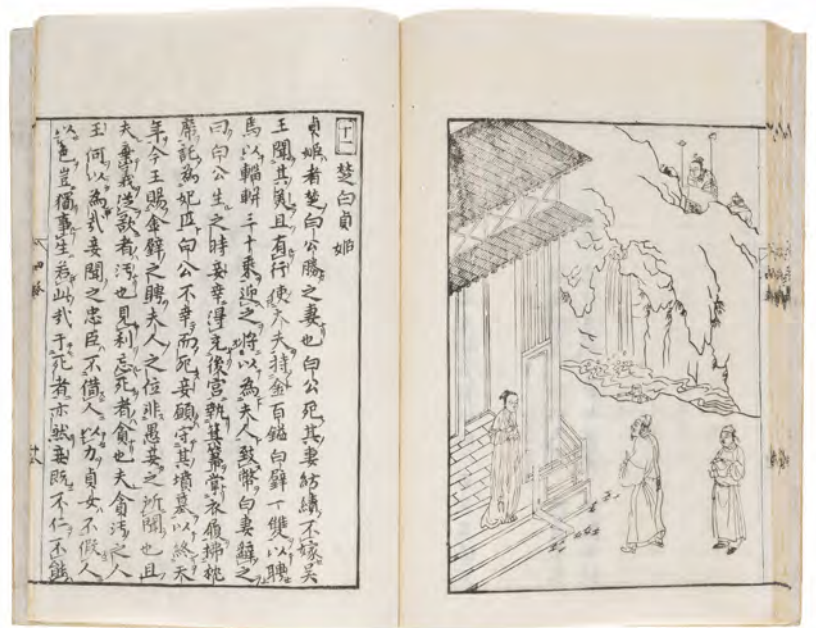 十一 楚白貞姬
貞姬者楚白公勝之妻也白公死其妻紡績不嫁吳
王聞其美且有行使大夫持金百鎰白璧一雙以聘
焉以輜軿三十乘迎之將以為夫人致幣白妻辭之
曰白公生之時妾幸得充後宮執箕箒掌衣履拂枕
席託為妃匹白公不幸而死妾願守其墳墓以終天
年今王賜金璧之聘夫人之位非愚妾之所聞也且
夫棄義從欲者汚也見利忘死者貪也夫貪汚之人
王何以為哉妾聞之忠臣不借人以力貞女不假人
以色豈獨事生若此哉于死者亦然妾既不仁不能